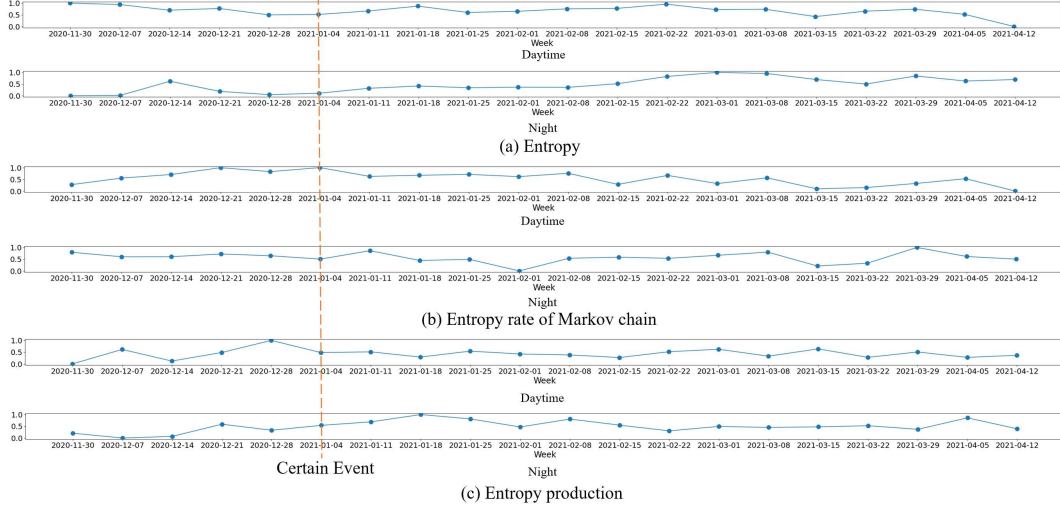 1.0
0.5
0.0
2020-11-30 2020-12-07 2020-12-14 2020-12-21 2020-12-28 2021-01-04 2021-01-11 2021-01-18 2021-01-25 2021-02-01 2021-02-08 2021-02-15 2021-02-22 2021-03-01 2021-03-08 2021-03-15 2021-03-22 2021-03-29 2021-04-05 2021-04-12
Week
Daytime
1.0
0.5
0.0
2020-11-30 2020-12-07 2020-12-14 2020-12-21 2020-12-28 2021-01-04 2021-01-11 2021-01-18 2021-01-25 2021-02-01 2021-02-08 2021-02-15 2021-02-22 2021-03-01 2021-03-08 2021-03-15 2021-03-22 2021-03-29 2021-04-05 2021-04-12
Week
Night
(a) Entropy
1.0
0.5
0.0
2020-11-30 2020-12-07 2020-12-14 2020-12-21 2020-12-28 2021-01-04 2021-01-11 2021-01-18 2021-01-25 2021-02-01 2021-02-08 2021-02-15 2021-02-22 2021-03-01 2021-03-08 2021-03-15 2021-03-22 2021-03-29 2021-04-05 2021-04-12
Week
Daytime
1.0
0.5
0.0
2020-11-30 2020-12-07 2020-12-14 2020-12-21 2020-12-28 2021-01-04 2021-01-11 2021-01-18 2021-01-25 2021-02-01 2021-02-08 2021-02-15 2021-02-22 2021-03-01 2021-03-08 2021-03-15 2021-03-22 2021-03-29 2021-04-05 2021-04-12
Week
Night
(b) Entropy rate of Markov chain
1.0
0.5
0.0
2020-11-30 2020-12-07 2020-12-14 2020-12-21 2020-12-28 2021-01-04 2021-01-11 2021-01-18 2021-01-25 2021-02-01 2021-02-08 2021-02-15 2021-02-22 2021-03-01 2021-03-08 2021-03-15 2021-03-22 2021-03-29 2021-04-05 2021-04-12
Week
Daytime
1.0
0.5
0.0
2020-11-30 2020-12-07 2020-12-14 2020-12-21 2020-12-28 2021-01-04 2021-01-11 2021-01-18 2021-01-25 2021-02-01 2021-02-08 2021-02-15 2021-02-22 2021-03-01 2021-03-08 2021-03-15 2021-03-22 2021-03-29 2021-04-05 2021-04-12
Week
Certain Event
Night
(c) Entropy production